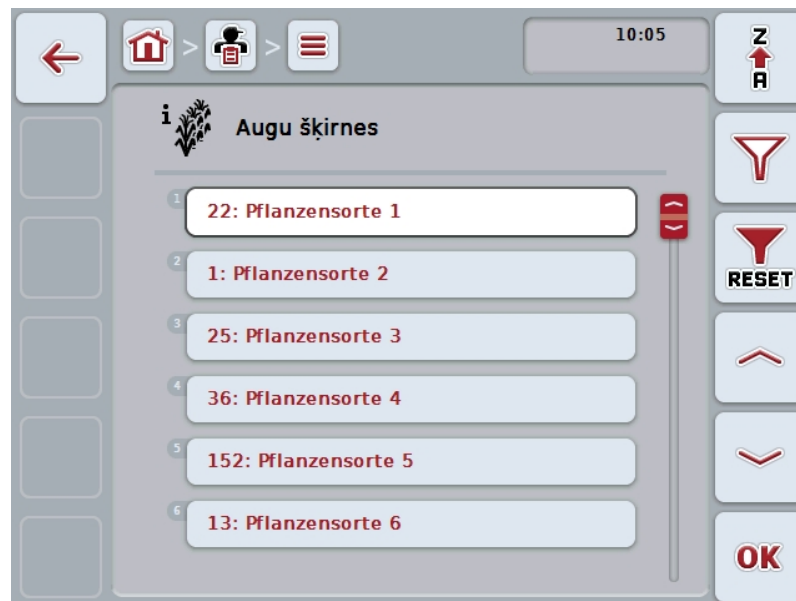 10:05
Z
A
i
Augu šķirnes
1
22: Pflanzensorte 1
2
1: Pflanzensorte 2
RESET
3
25: Pflanzensorte 3
4
36: Pflanzensorte 4
5
152: Pflanzensorte 5
6
13: Pflanzensorte 6
OK